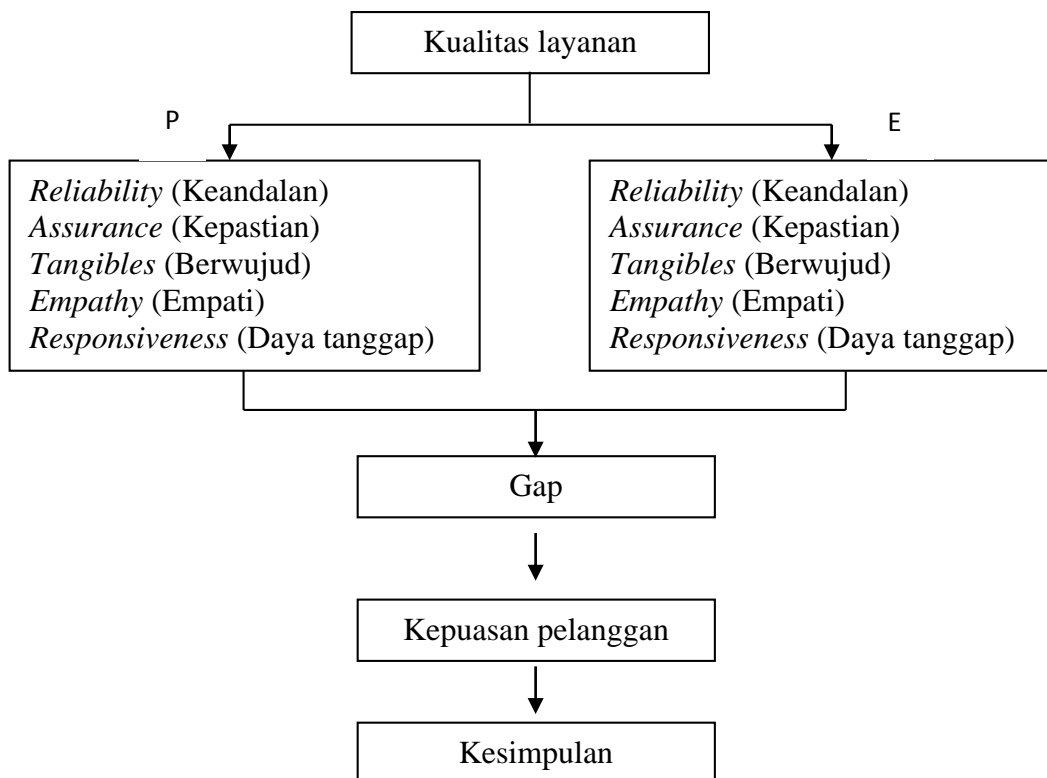 Kualitas layanan
P
E
Reliability (Keandalan)
Assurance (Kepastian)
Tangibles (Berwujud)
Empathy (Empati)
Responsiveness (Daya tanggap)
Reliability (Keandalan)
Assurance (Kepastian)
Tangibles (Berwujud)
Empathy (Empati)
Responsiveness (Daya tanggap)
Gap
Kepuasan pelanggan
Kesimpulan